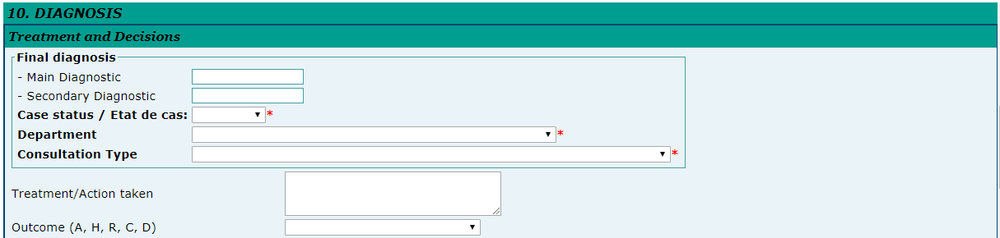 10. DIAGNOSIS
Treatment and Decisions
Final diagnosis
- Main Diagnostic
- Secondary Diagnostic
Case status / Etat de cas: *
Department *
Consultation Type *
Treatment/Action taken
Outcome (A, H, R, C, D)